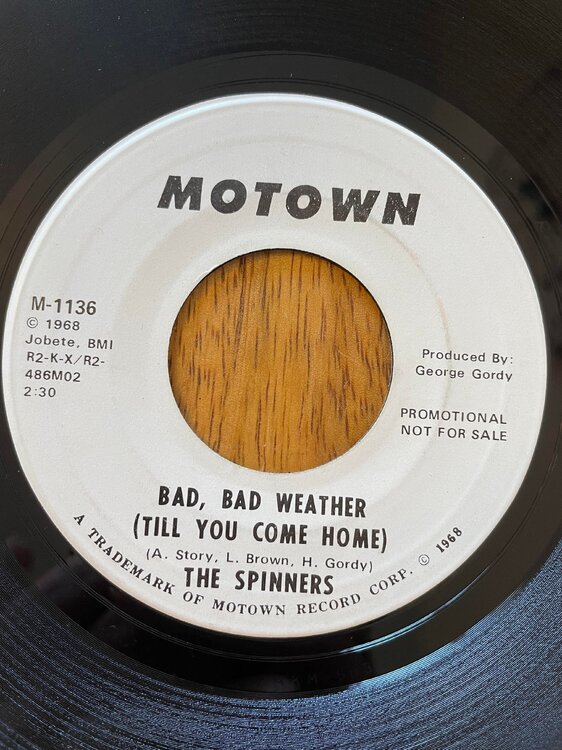 MOTOWN
M-1136
© 1968
Jobete, BMI
R2-K-X/R2-
486M02
2:30
Produced By:
George Gordy
PROMOTIONAL
NOT FOR SALE
BAD, BAD WEATHER
(TILL YOU COME HOME)
(A. Story, L. Brown, H. Gordy)
THE SPINNERS
A TRADEMARK OF MOTOWN RECORD CORP. © 1968